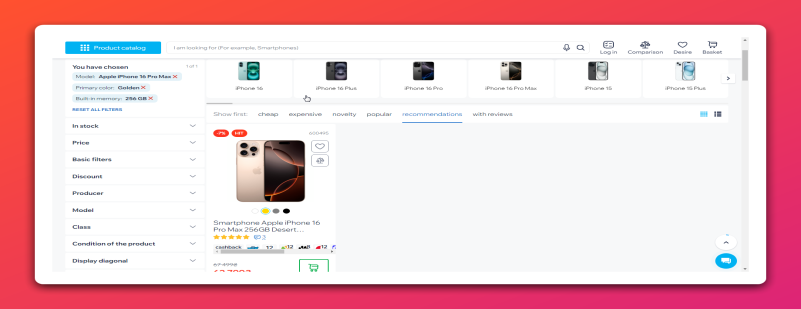 Product catalog
I am looking for (For example, Smartphones)
Log in
Comparison
Desire
Basket
You have chosen
1 of 1
Model: Apple iPhone 16 Pro Max ×
Primary color: Golden ×
Built-in memory: 256 GB ×
RESET ALL FILTERS
In stock
Price
Basic filters
Discount
Producer
Model
Class
Condition of the product
Display diagonal
iPhone 16
iPhone 16 Plus
iPhone 16 Pro
iPhone 16 Pro Max
iPhone 15
iPhone 15 Plus
Show first: cheap expensive novelty popular recommendations with reviews
-7% HIT
Smartphone Apple iPhone 16
Pro Max 256GB Desert...
cashback 12 12 12